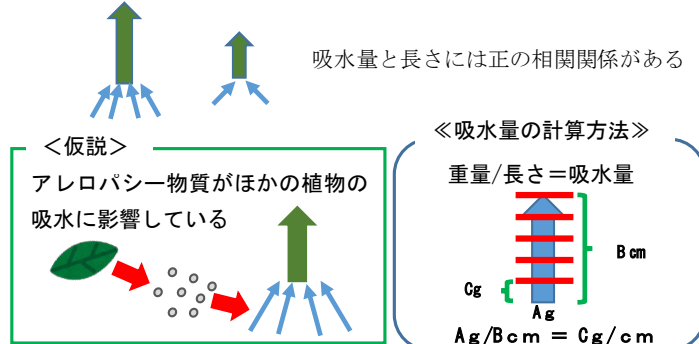 吸水量と長さには正の相関関係がある
＜仮説＞
アレロパシー物質がほかの植物の
吸水に影響している
≪吸水量の計算方法≫
重量/長さ＝吸水量
Bcm
Cg
Ag
Ag/Bcm = Cg/cm